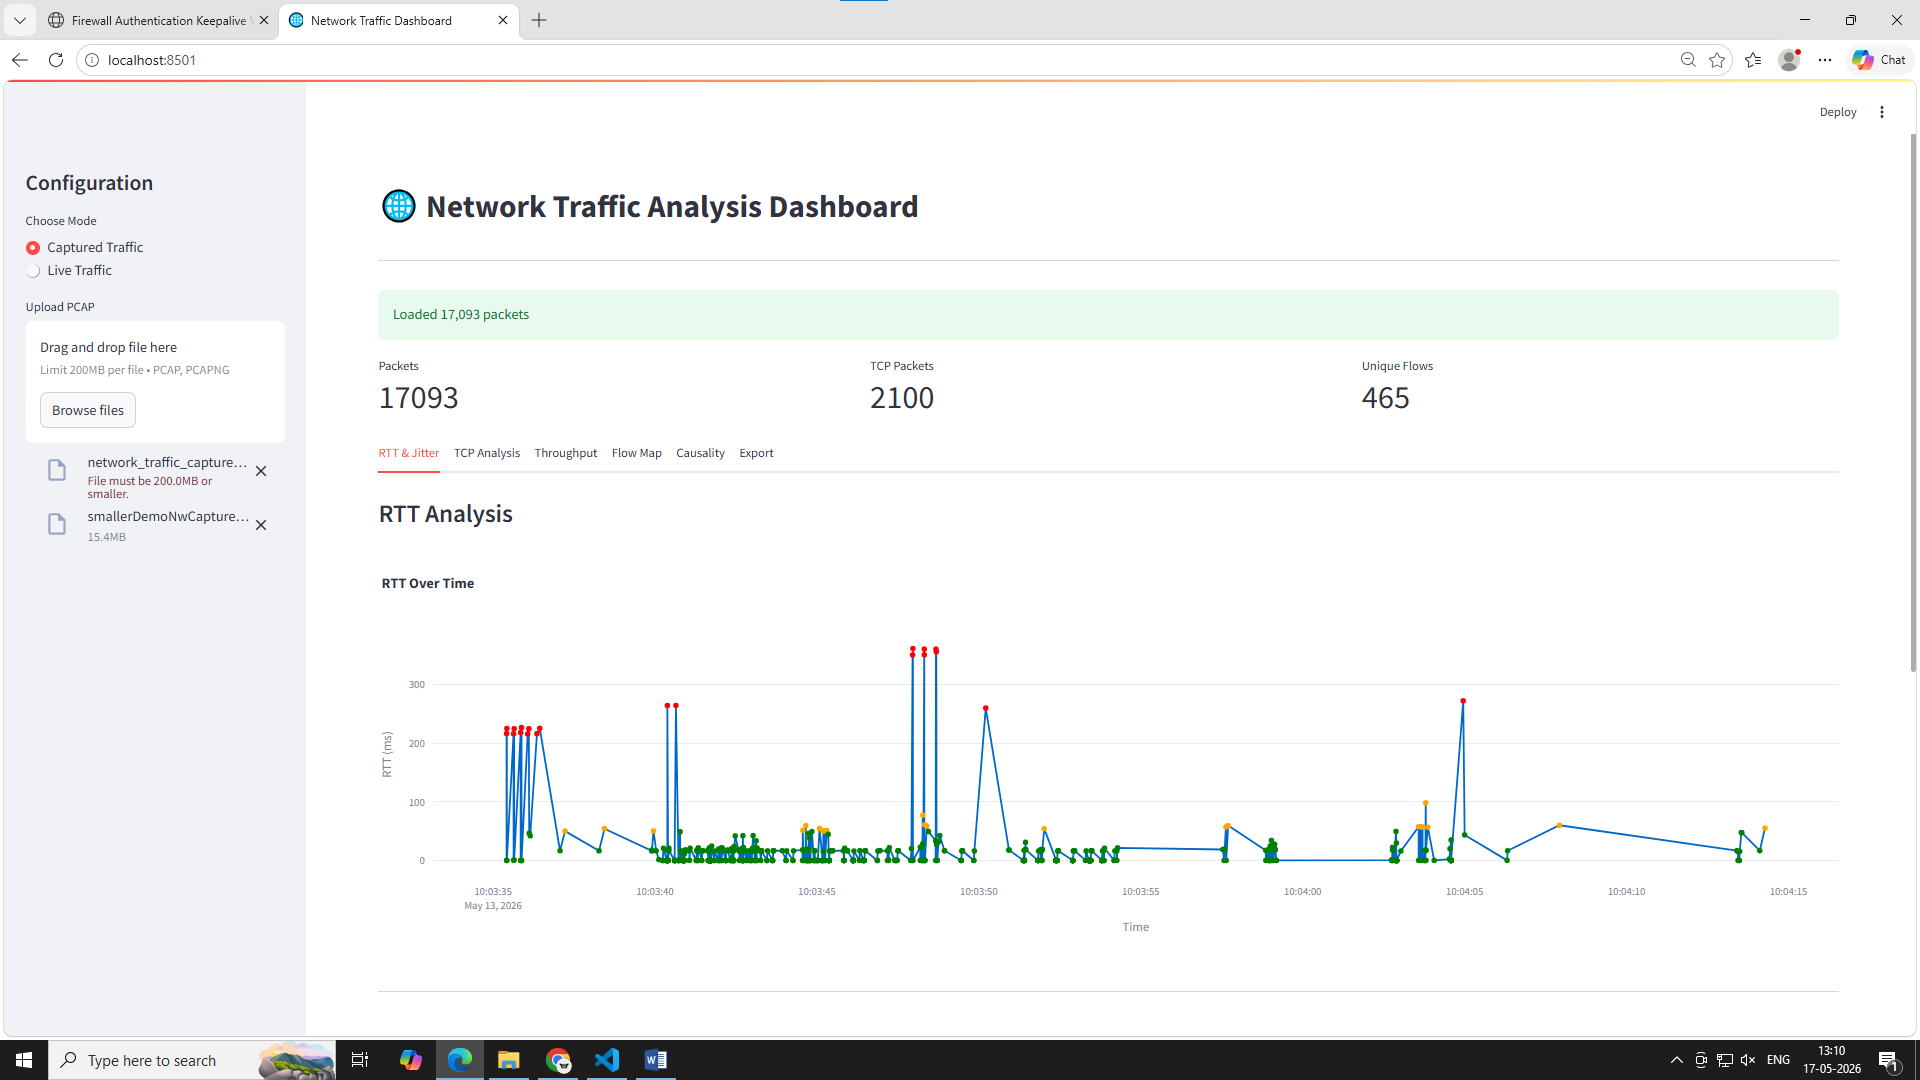 Firewall Authentication Keepalive
Network Traffic Dashboard
localhost:8501
Chat
Deploy
Configuration
Choose Mode
Captured Traffic
Live Traffic
Upload PCAP
Drag and drop file here
Limit 200MB per file • PCAP, PCAPNG
Browse files
network_traffic_capture...
File must be 200.0MB or
smaller.
smallerDemoNwCapture...
15.4MB
Network Traffic Analysis Dashboard
Loaded 17,093 packets
Packets
17093
TCP Packets
2100
Unique Flows
465
RTT & Jitter
TCP Analysis
Throughput
Flow Map
Causality
Export
RTT Analysis
RTT Over Time
300
200
100
0
RTT (ms)
10:03:35
May 13, 2026
10:03:40
10:03:45
10:03:50
10:03:55
10:04:00
10:04:05
10:04:10
10:04:15
Time
Type here to search
ENG
13:10
17-05-2026
1